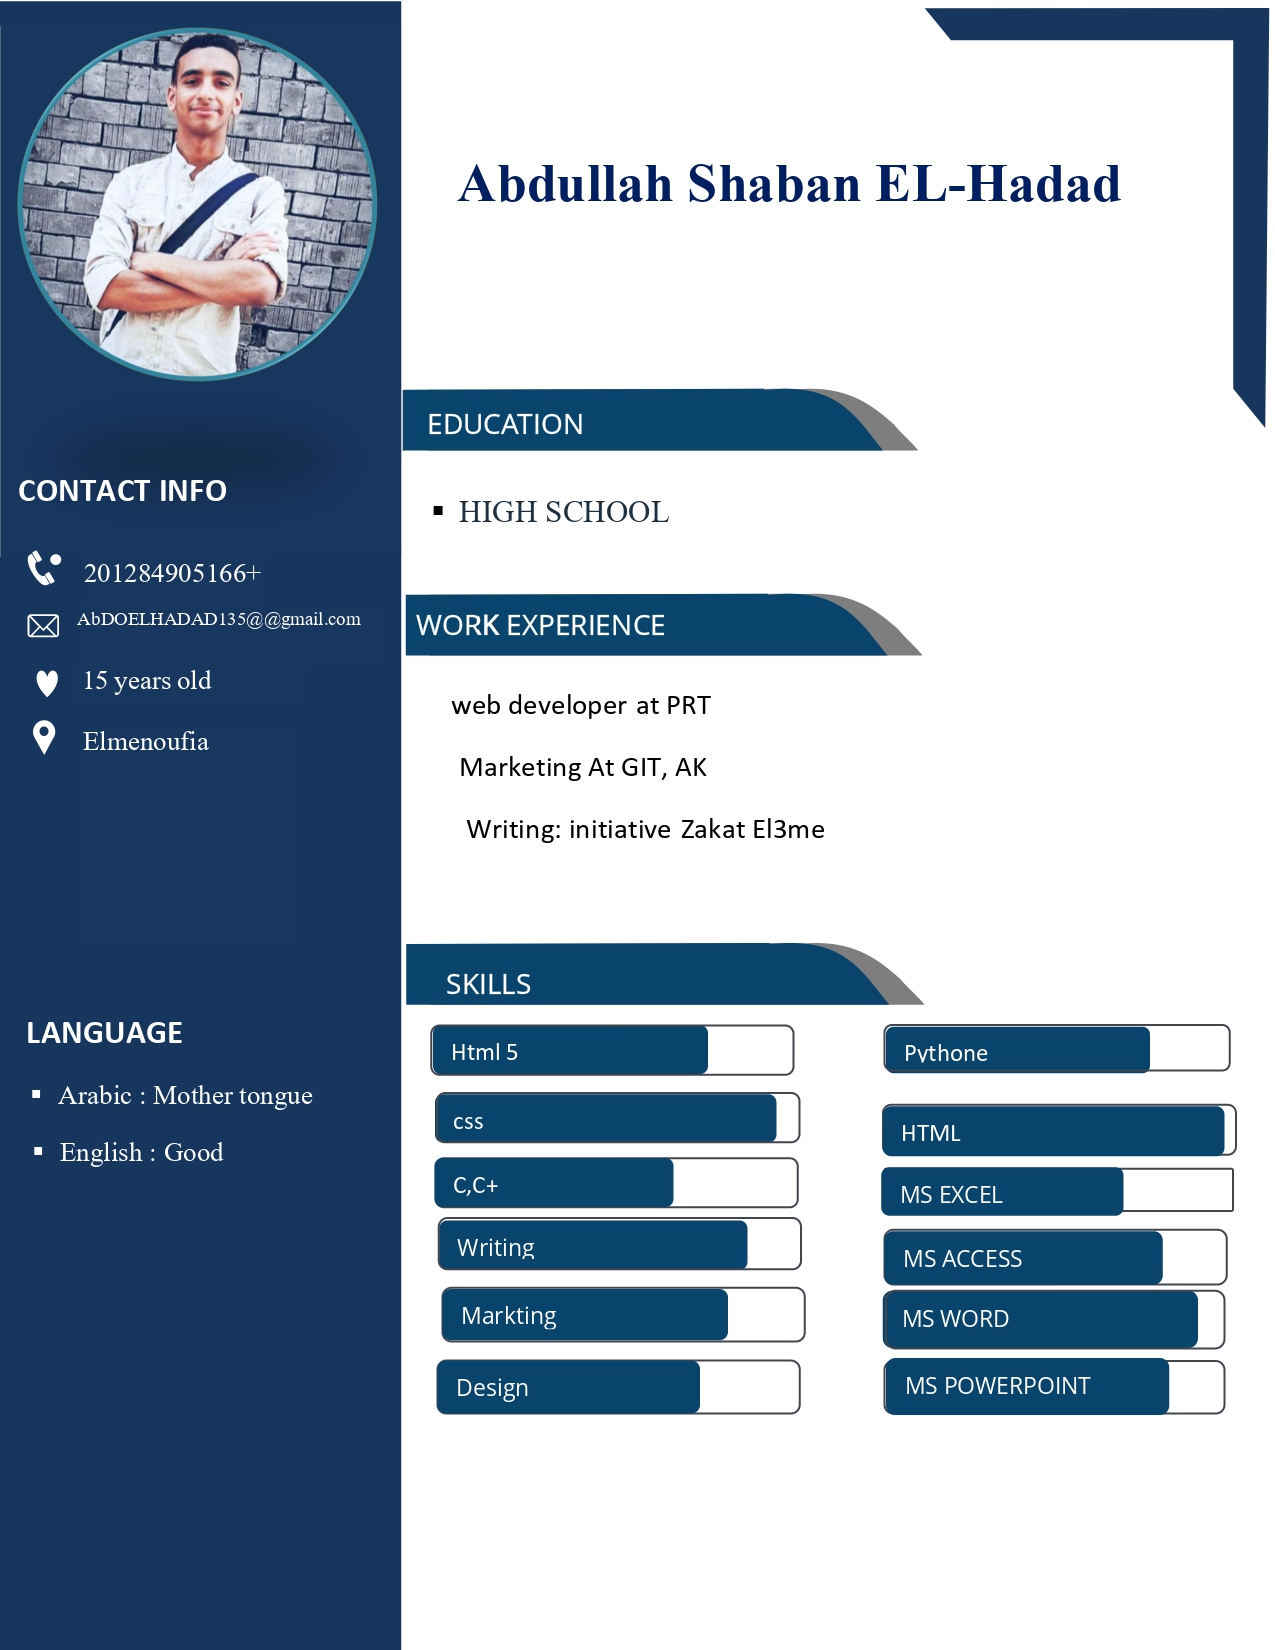 Abdullah Shaban EL-Hadad
CONTACT INFO
201284905166+
AbDOELHADAD135@@gmail.com
15 years old
Elmenoufia
LANGUAGE
▪ Arabic : Mother tongue
▪ English : Good
EDUCATION
▪ HIGH SCHOOL
WORK EXPERIENCE
web developer at PRT
Marketing At GIT, AK
Writing: initiative Zakat El3me
SKILLS
Html 5
css
C,C+
Writing
Markting
Design
Pythone
HTML
MS EXCEL
MS ACCESS
MS WORD
MS POWERPOINT